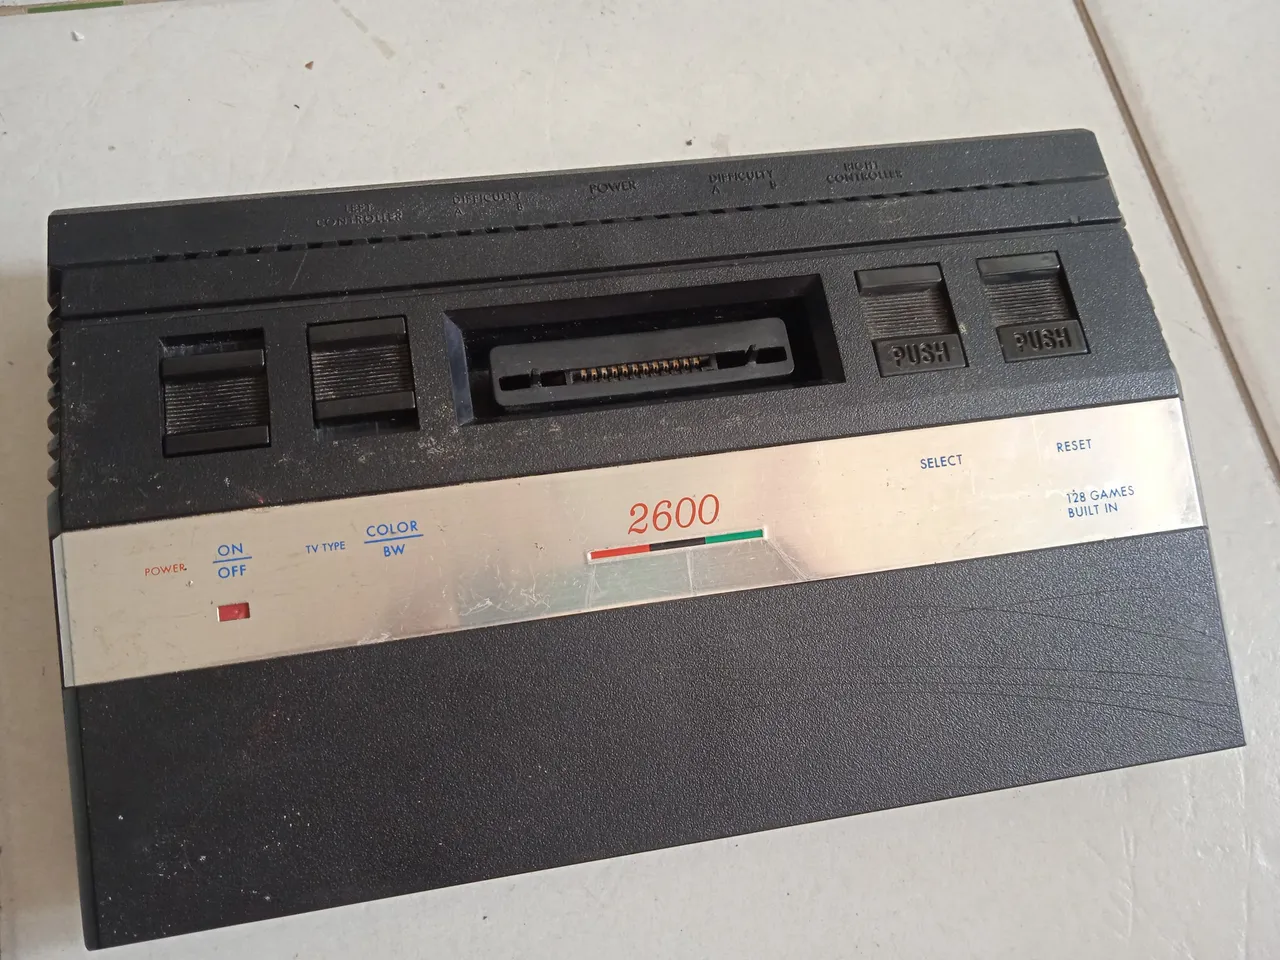 LEFT
CONTROLLER
DIFFICULTY
A B
POWER
DIFFICULTY
A B
RIGHT
CONTROLLER
PUSH
PUSH
POWER
ON
OFF
TV TYPE
COLOR
BW
2600
SELECT
RESET
128 GAMES
BUILT IN